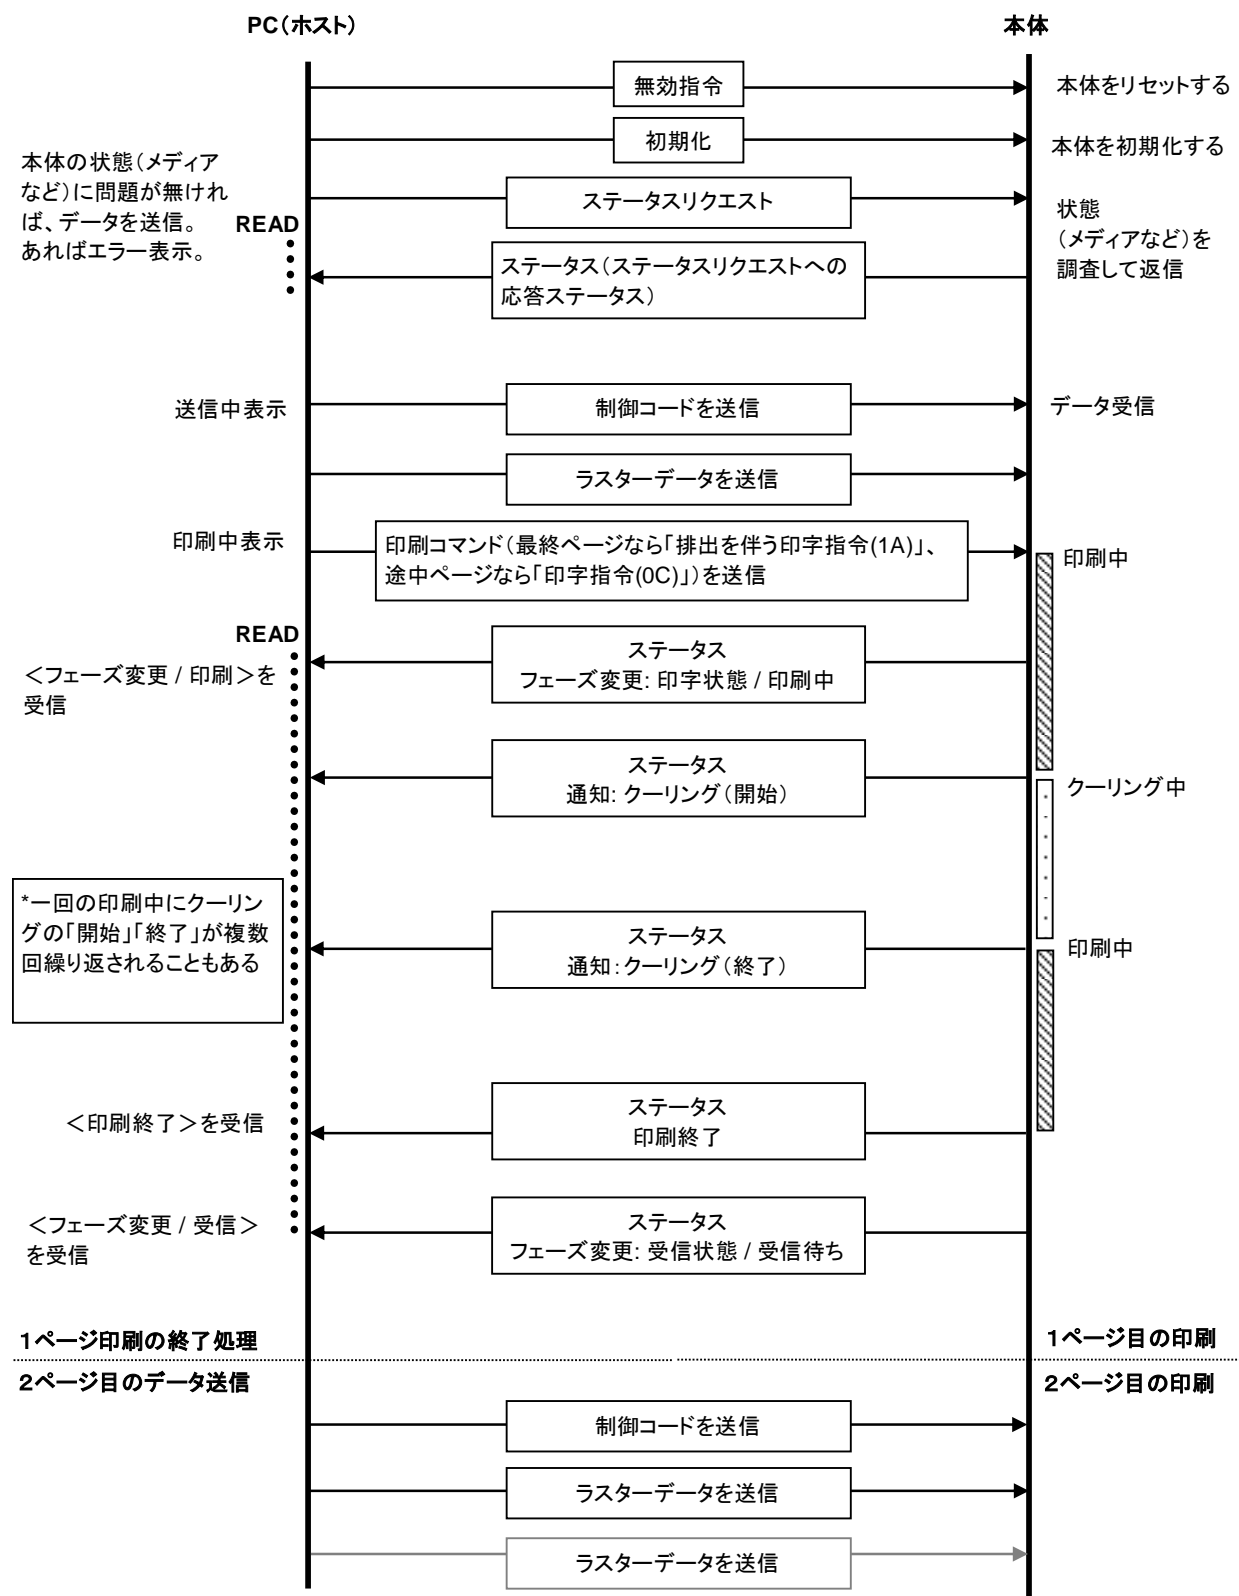 PC（ホスト）
本体
無効指令
本体をリセットする
初期化
本体を初期化する
本体の状態（メディア
など）に問題が無けれ
ば、データを送信。
あればエラー表示。
READ
ステータスリクエスト
状態
（メディアなど）を
調査して返信
ステータス（ステータスリクエストへの
応答ステータス）
送信中表示
制御コードを送信
データ受信
ラスターデータを送信
印刷中表示
印刷コマンド（最終ページなら「排出を伴う印字指令(1A)」、
途中ページなら「印字指令(0C)」）を送信
印刷中
READ
＜フェーズ変更 / 印刷＞を
受信
ステータス
フェーズ変更: 印字状態 / 印刷中
ステータス
通知: クーリング（開始）
クーリング中
*一回の印刷中にクーリン
グの「開始」「終了」が複数
回繰り返されることもある
ステータス
通知：クーリング（終了）
印刷中
＜印刷終了＞を受信
ステータス
印刷終了
＜フェーズ変更 / 受信＞
を受信
ステータス
フェーズ変更: 受信状態 / 受信待ち
1ページ印刷の終了処理
1ページ目の印刷
2ページ目のデータ送信
2ページ目の印刷
制御コードを送信
ラスターデータを送信
ラスターデータを送信